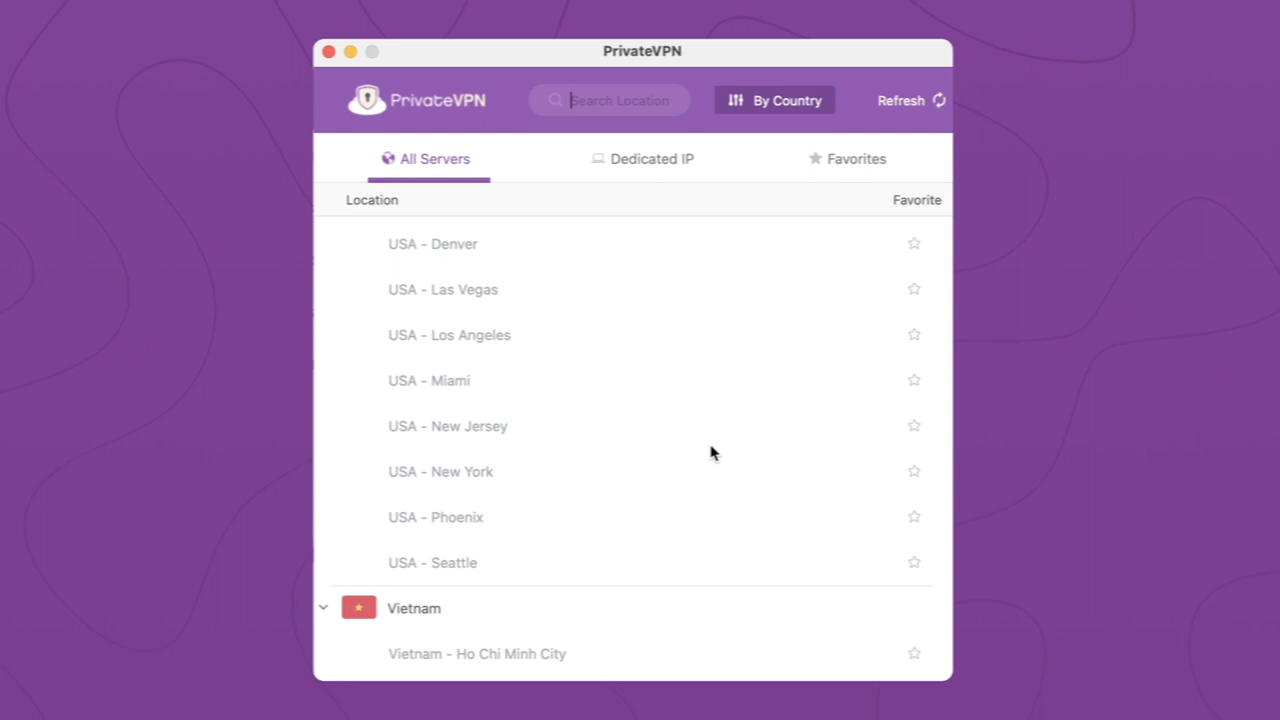 PrivateVPN
PrivateVPN
Search Location
By Country
Refresh
All Servers
Dedicated IP
Favorites
Location
Favorite
USA - Denver
USA - Las Vegas
USA - Los Angeles
USA - Miami
USA - New Jersey
USA - New York
USA - Phoenix
USA - Seattle
Vietnam
Vietnam - Ho Chi Minh City